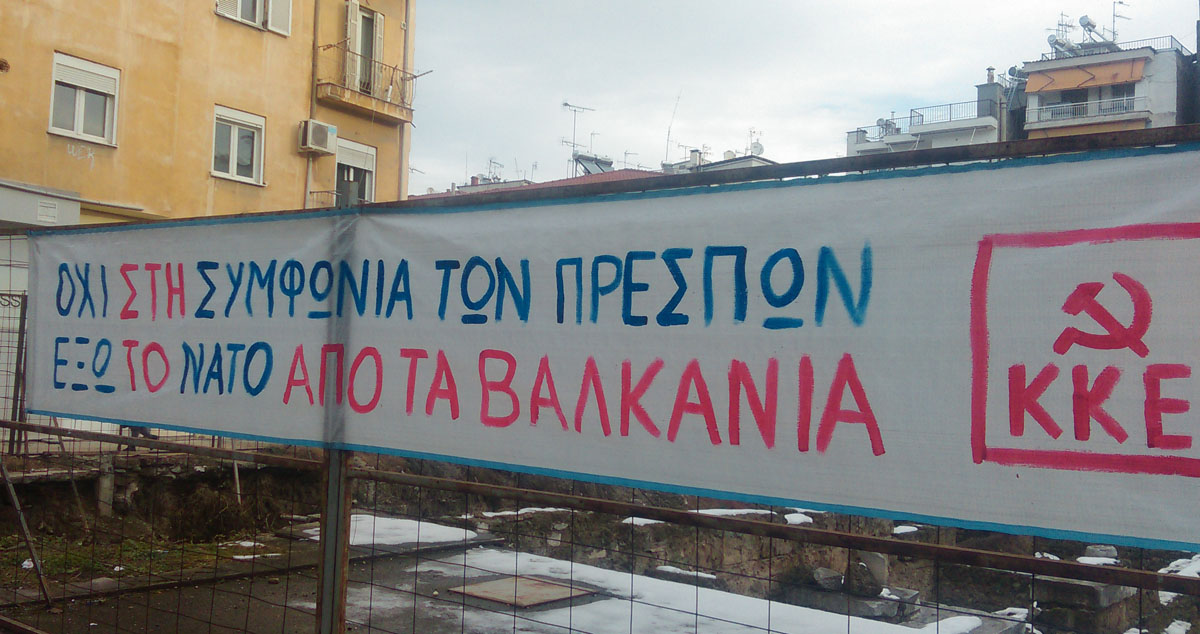 ΟΧΙ ΣΤΗ ΣΥΜΦΩΝΙΑ ΤΩΝ ΠΡΕΣΠΩΝ
ΕΞΩ ΤΟ ΝΑΤΟ ΑΠΟ ΤΑ ΒΑΛΚΑΝΙΑ
ΚΚΕ